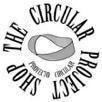 THE CIRCULAR PROJECT SHOP
PROYECTO CIRCULAR